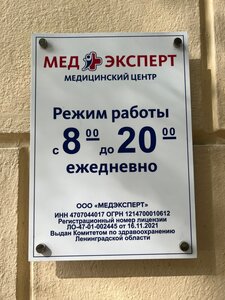 МЕД ЭКСПЕРТ
МЕДИЦИНСКИЙ ЦЕНТР
Режим работы
с 8 00 до 20 00
ежедневно
ООО «МЕДЭКСПЕРТ»
ИНН 4707044017 ОГРН 1214700010612
Регистрационный номер лицензии
ЛО-47-01-002445 от 16.11.2021
Выдан Комитетом по здравоохранению
Ленинградской области